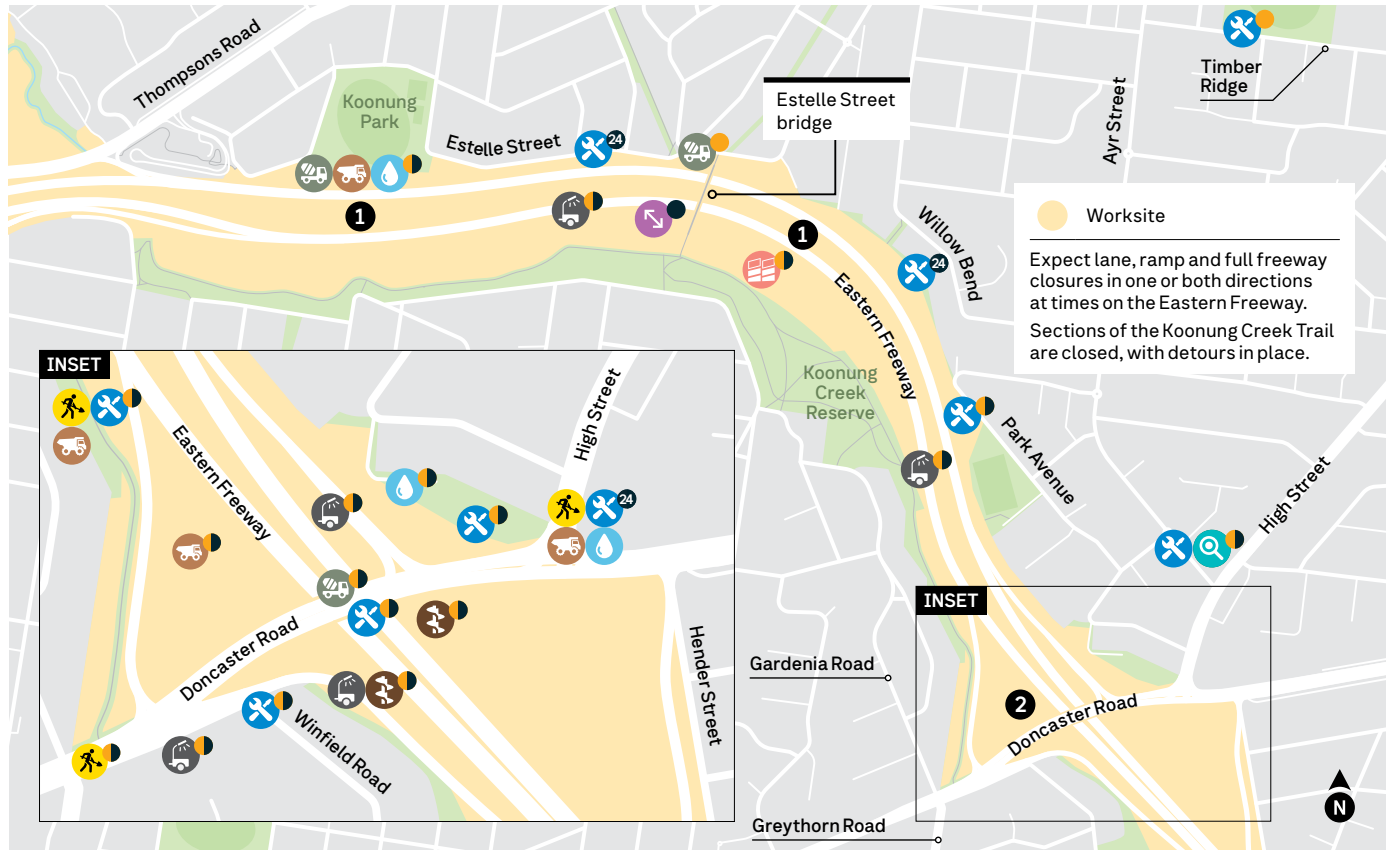 Thompsons Road
Koonung
Park
Estelle Street
24
Estelle Street
bridge
Ayr Street
Timber
Ridge
1
1
Willow Bend
24
Worksite
Expect lane, ramp and full freeway
closures in one or both directions
at times on the Eastern Freeway.
Sections of the Koonung Creek Trail
are closed, with detours in place.
Eastern Freeway
Koonung
Creek
Reserve
Park Avenue
High Street
INSET
Eastern Freeway
High Street
24
Doncaster Road
Winfield Road
Hender Street
INSET
Gardenia Road
2
Doncaster Road
Greythorn Road
N